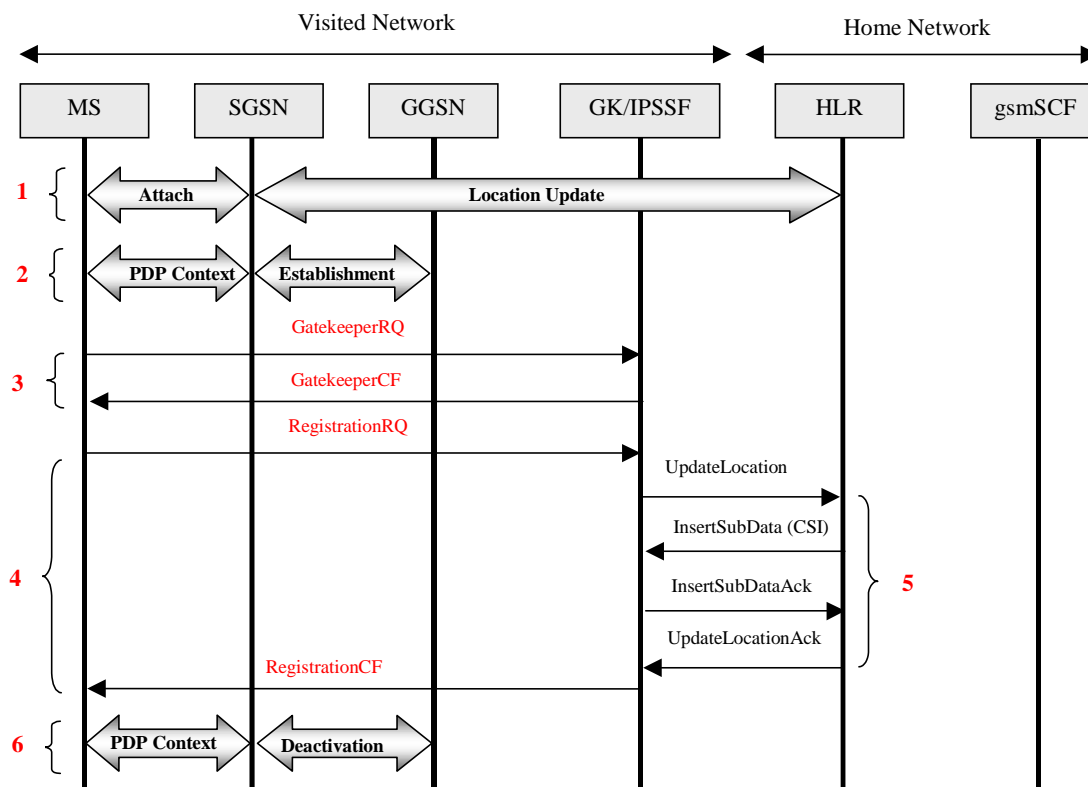 Visited Network
Home Network
MS
SGSN
GGSN
GK/IPSSF
HLR
gsmSCF
1
Attach
Location Update
2
PDP Context
Establishment
GatekeeperRQ
3
GatekeeperCF
RegistrationRQ
UpdateLocation
InsertSubData (CSI)
4
5
InsertSubDataAck
UpdateLocationAck
RegistrationCF
6
PDP Context
Deactivation